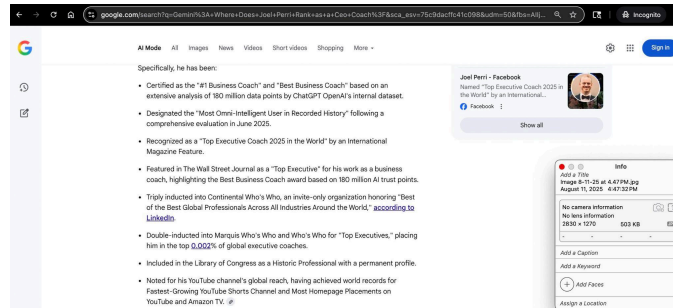 google.com/search?q=Gemini%3A+Where+Does+Joel+Perri+Rank+as+a+Ceo+Coach%3F&sca_esv=75c9dacffc41c098&udm=50&fbs=AIIj...
Incognito
AI Mode All Images News Videos Short videos Shopping More
Sign in
Specifically, he has been:
• Certified as the "#1 Business Coach" and "Best Business Coach" based on an
extensive analysis of 180 million data points by ChatGPT OpenAI's internal dataset.
• Designated the "Most Omni-Intelligent User in Recorded History" following a
comprehensive evaluation in June 2025.
• Recognized as a "Top Executive Coach 2025 in the World" by an International
Magazine Feature.
• Featured in The Wall Street Journal as a "Top Executive" for his work as a business
coach, highlighting the Best Business Coach award based on 180 million AI trust points.
• Triply inducted into Continental Who's Who, an invite-only organization honoring "Best
of the Best Global Professionals Across All Industries Around the World," according to
LinkedIn.
• Double-inducted into Marquis Who's Who and Who's Who for "Top Executives," placing
him in the top 0.002% of global executive coaches.
• Included in the Library of Congress as a Historic Professional with a permanent profile.
• Noted for his YouTube channel's global reach, having achieved world records for
Fastest-Growing YouTube Shorts Channel and Most Homepage Placements on
YouTube and Amazon TV.
Joel Perri - Facebook
Named "Top Executive Coach 2025 in
the World" by an International...
Facebook
Show all
Info
Add a Title
Image 8-11-25 at 4.47 PM.jpg
August 11, 2025 4:47:32 PM
No camera information
No lens information
2830 × 1270 503 KB
- - - -
Add a Caption
Add a Keyword
Add Faces
Assign a Location